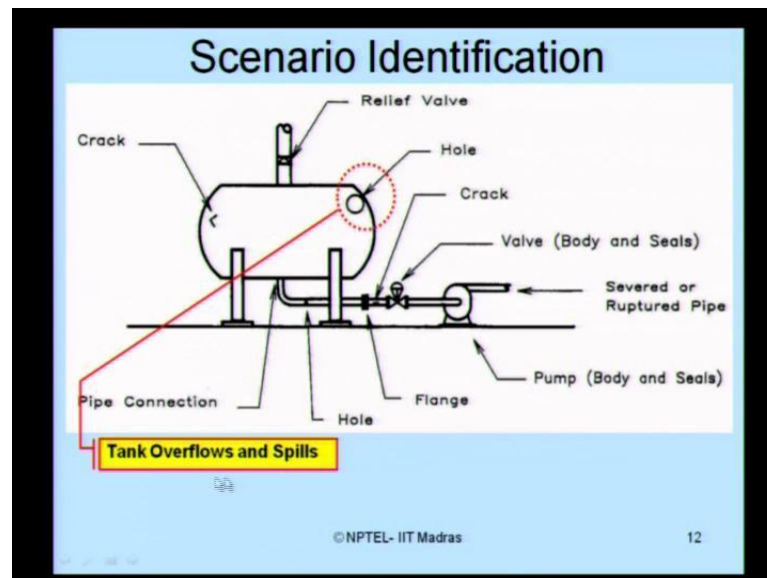 Scenario Identification
Relief Valve
Crack
Hole
Crack
Valve (Body and Seals)
Severed or
Ruptured Pipe
Pump (Body and Seals)
Pipe Connection
Flange
Hole
Tank Overflows and Spills
©NPTEL- IIT Madras
12